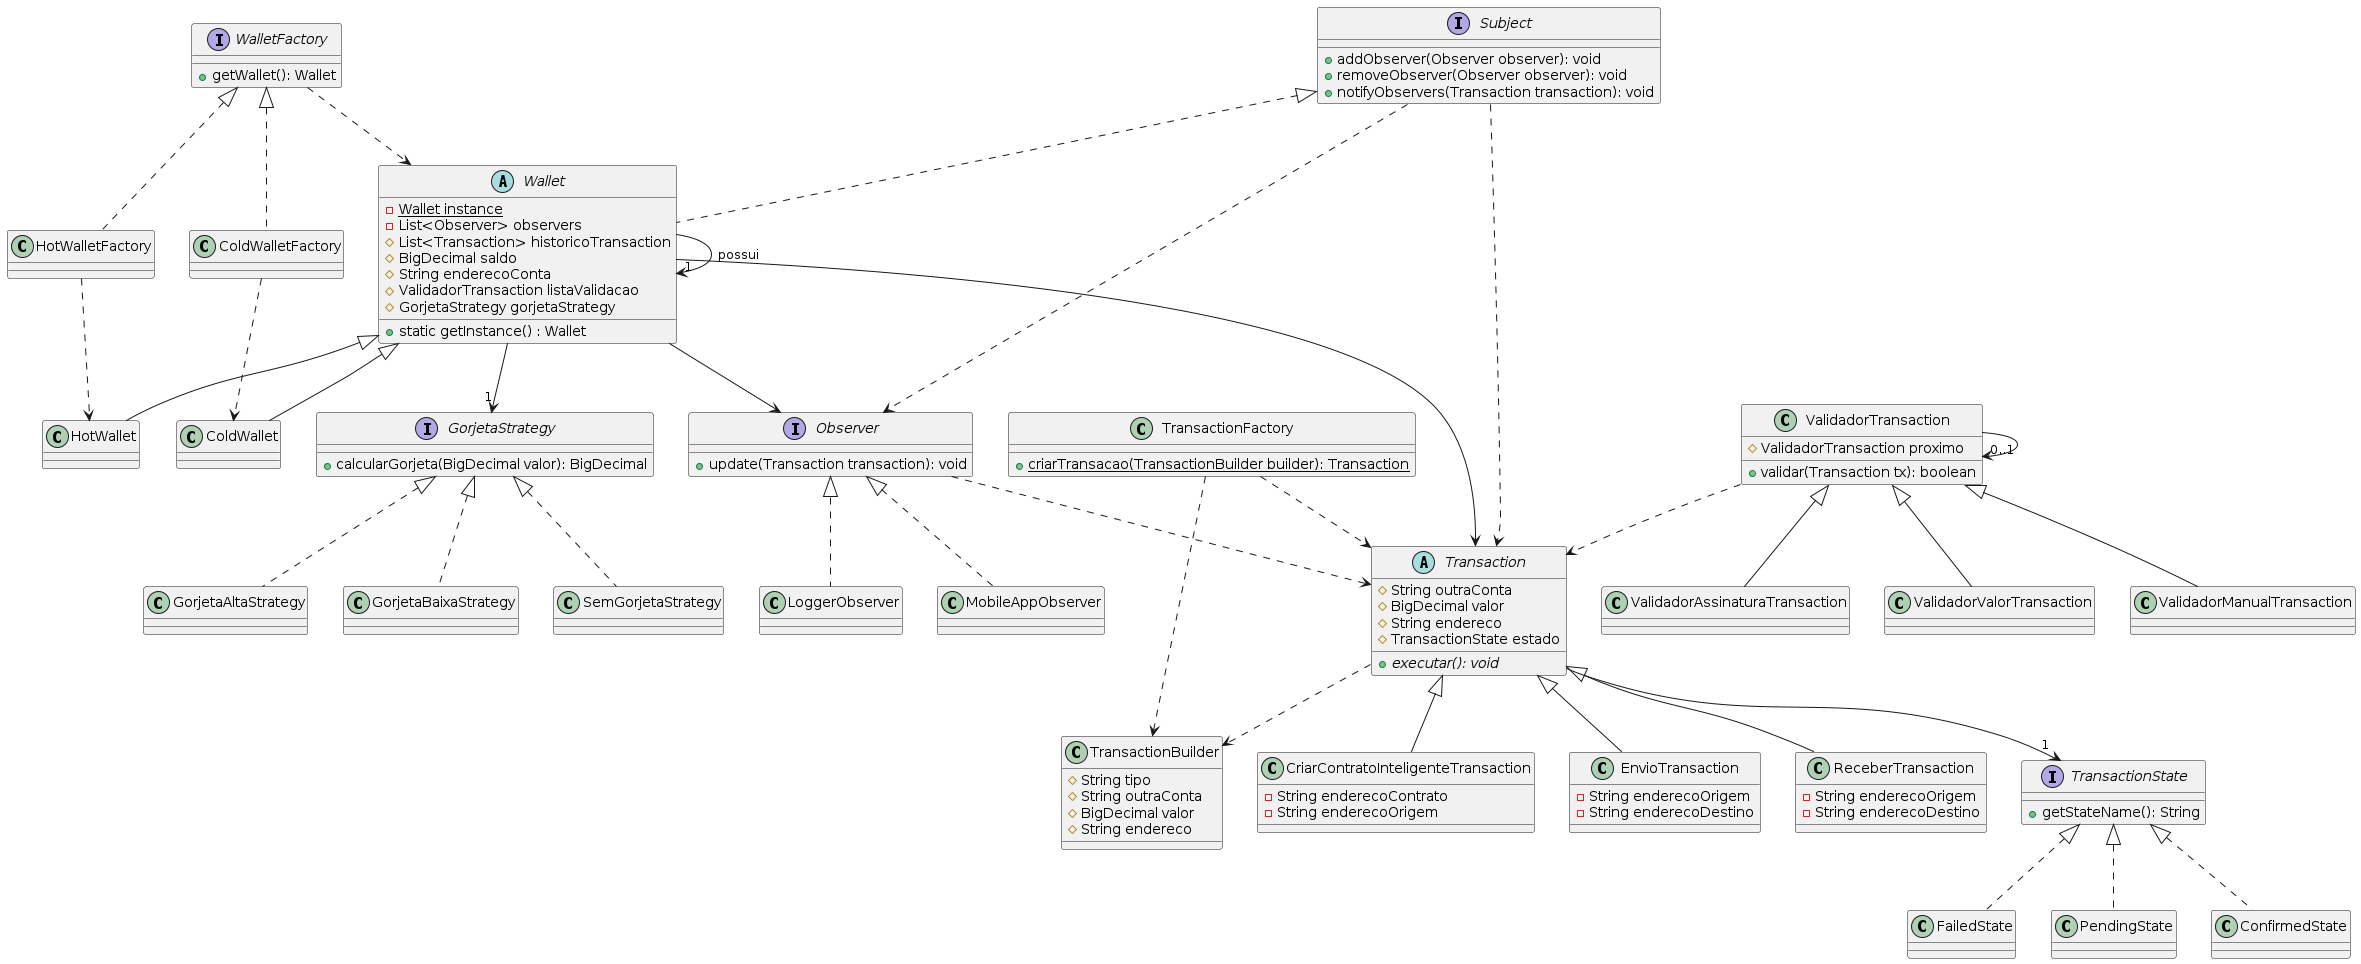 WalletFactory
getWallet(): Wallet
Subject
addObserver(Observer observer): void
removeObserver(Observer observer): void
notifyObservers(Transaction transaction): void
Wallet
Wallet instance
List<Observer> observers
List<Transaction> historicoTransaction
BigDecimal saldo
String enderecoConta
ValidadorTransaction listaValidacao
GorjetaStrategy gorjetaStrategy
static getInstance() : Wallet
possui
1
HotWalletFactory
ColdWalletFactory
1
HotWallet
ColdWallet
GorjetaStrategy
calcularGorjeta(BigDecimal valor): BigDecimal
Observer
update(Transaction transaction): void
TransactionFactory
criarTransacao(TransactionBuilder builder): Transaction
ValidadorTransaction
ValidadorTransaction proximo
validar(Transaction tx): boolean
0..1
GorjetaAltaStrategy
GorjetaBaixaStrategy
SemGorjetaStrategy
LoggerObserver
MobileAppObserver
Transaction
String outraConta
BigDecimal valor
String endereco
TransactionState estado
executar(): void
ValidadorAssinaturaTransaction
ValidadorValorTransaction
ValidadorManualTransaction
1
TransactionBuilder
String tipo
String outraConta
BigDecimal valor
String endereco
CriarContratoInteligenteTransaction
String enderecoContrato
String enderecoOrigem
EnvioTransaction
String enderecoOrigem
String enderecoDestino
ReceberTransaction
String enderecoOrigem
String enderecoDestino
TransactionState
getStateName(): String
FailedState
PendingState
ConfirmedState